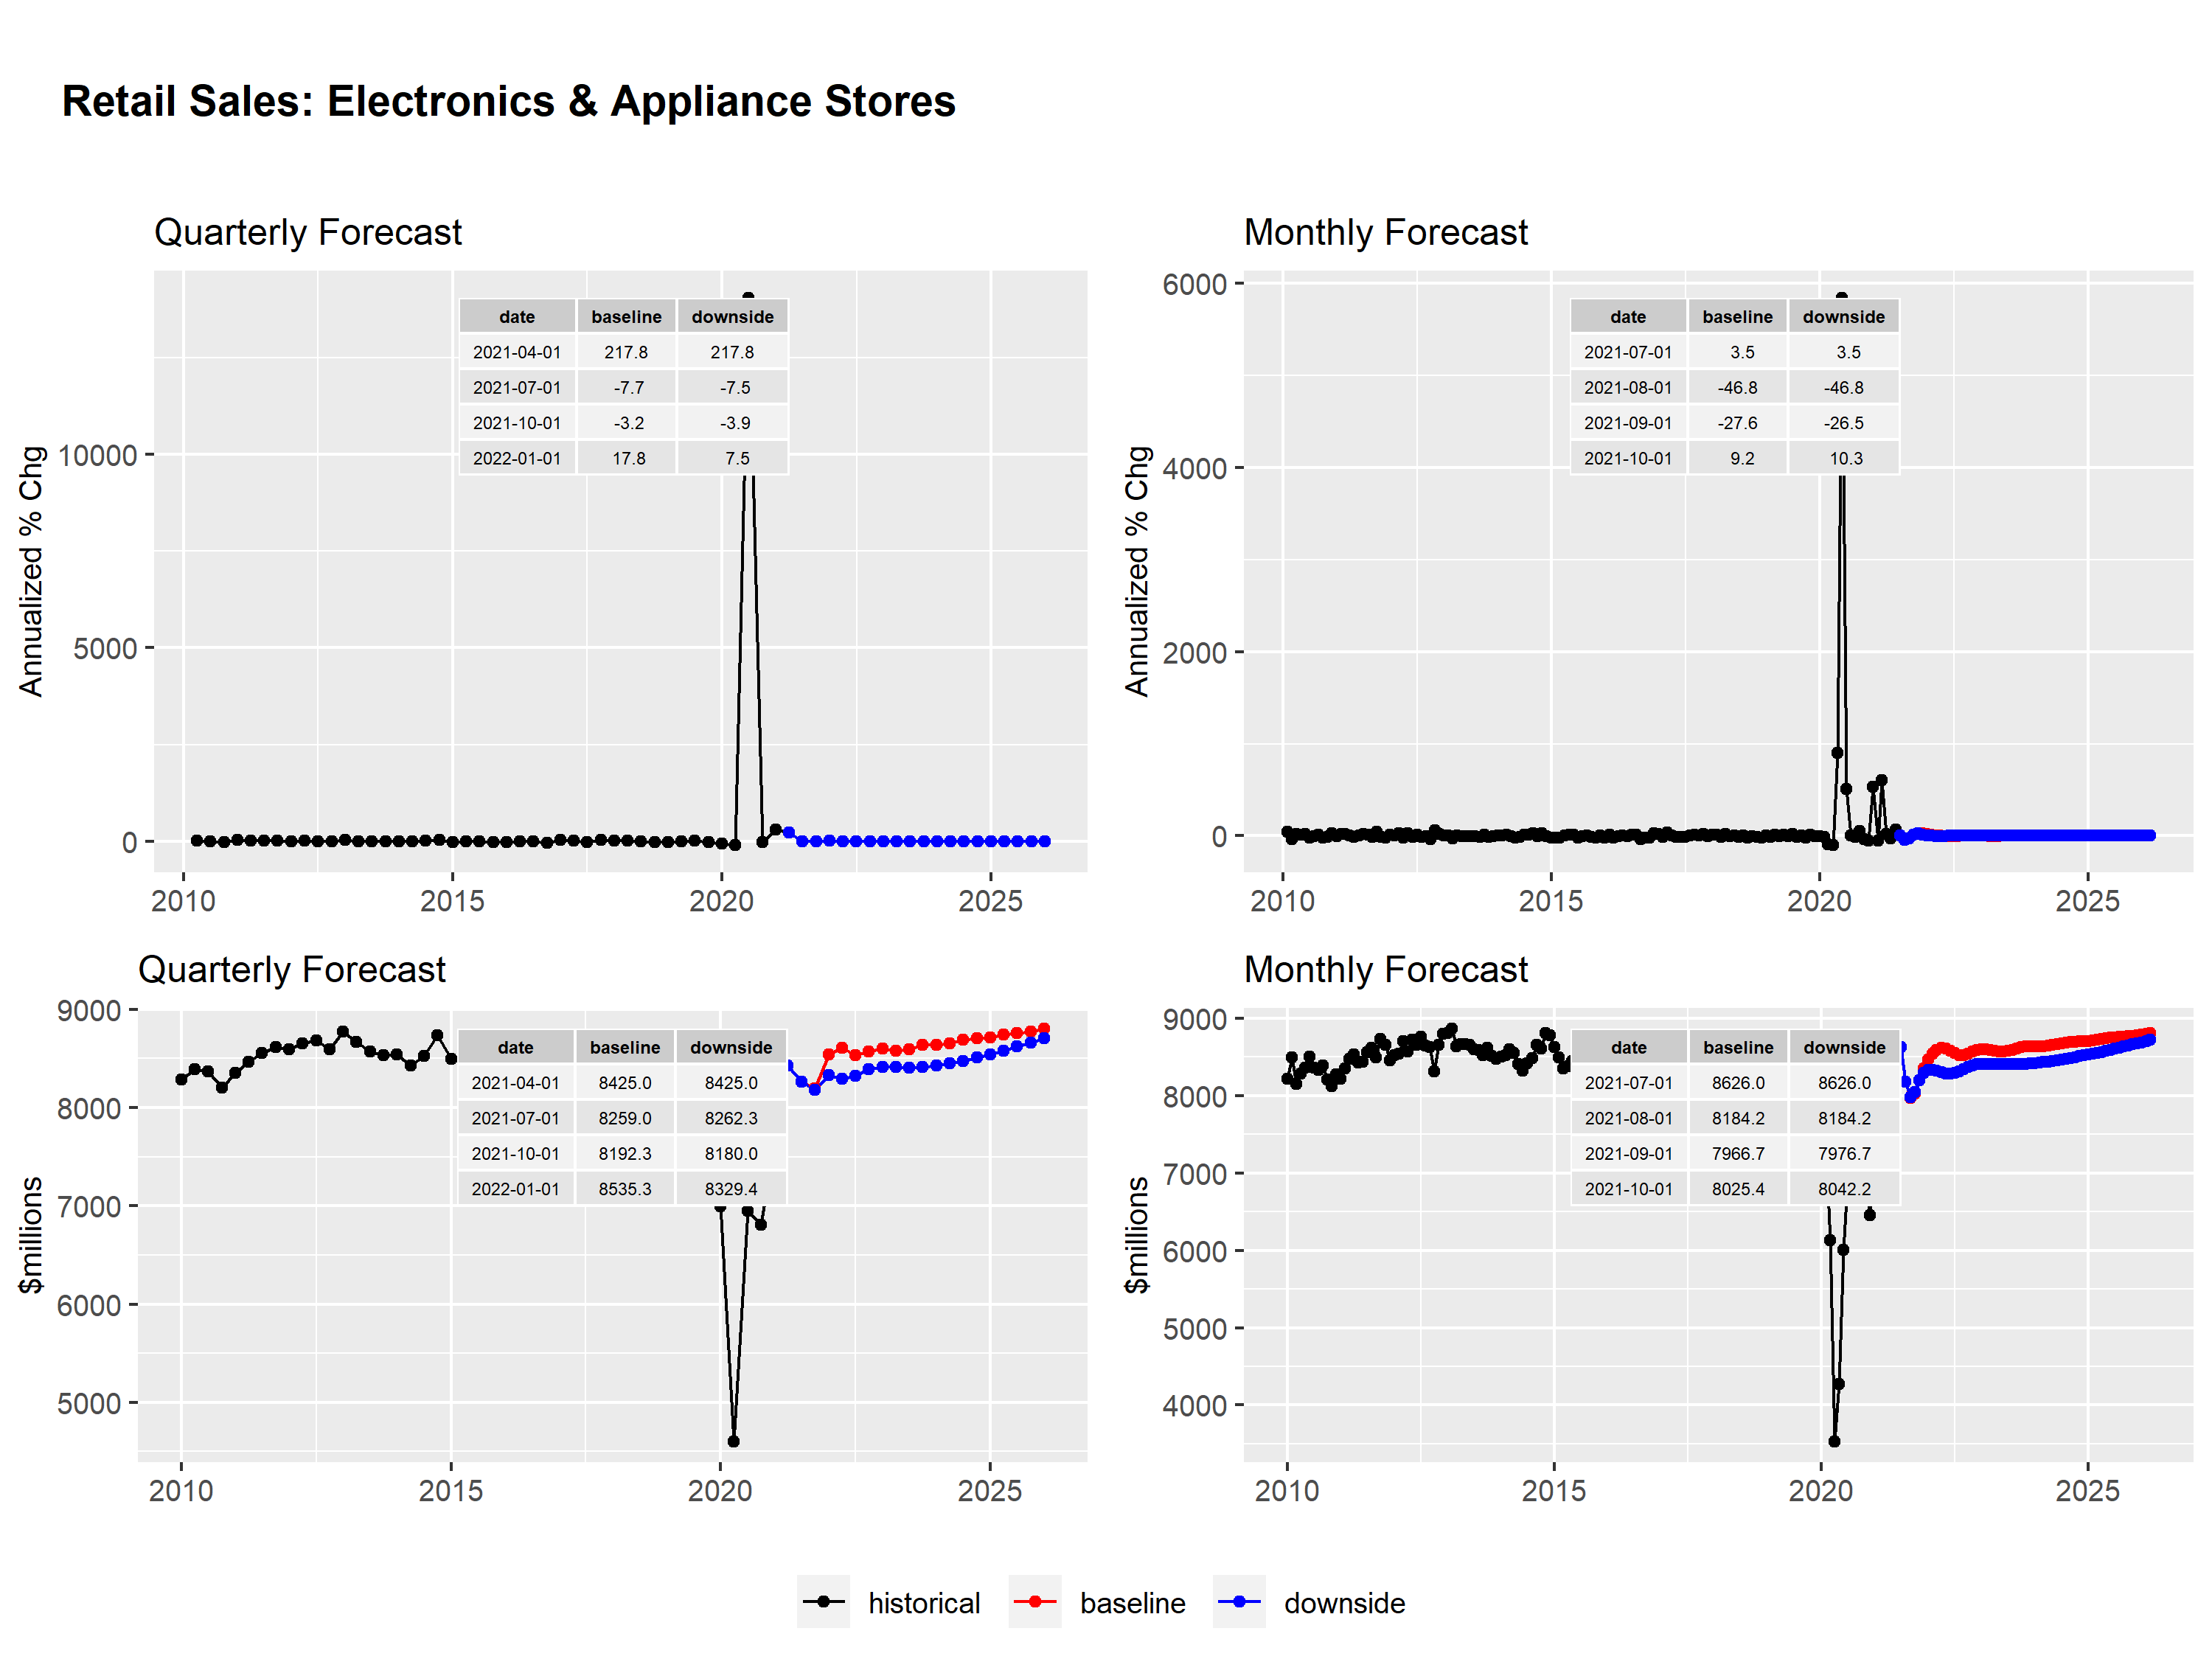 Retail Sales: Electronics & Appliance Stores
Quarterly Forecast
Annualized % Chg
10000
5000
0
date baseline downside
2021-04-01 217.8 217.8
2021-07-01 -7.7 -7.5
2021-10-01 -3.2 -3.9
2022-01-01 17.8 7.5
2010 2015 2020 2025
Monthly Forecast
Annualized % Chg
6000
4000
2000
0
date baseline downside
2021-07-01 3.5 3.5
2021-08-01 -46.8 -46.8
2021-09-01 -27.6 -26.5
2021-10-01 9.2 10.3
2010 2015 2020 2025
Quarterly Forecast
$millions
9000
8000
7000
6000
5000
date baseline downside
2021-04-01 8425.0 8425.0
2021-07-01 8259.0 8262.3
2021-10-01 8192.3 8180.0
2022-01-01 8535.3 8329.4
2010 2015 2020 2025
Monthly Forecast
$millions
9000
8000
7000
6000
5000
4000
date baseline downside
2021-07-01 8626.0 8626.0
2021-08-01 8184.2 8184.2
2021-09-01 7966.7 7976.7
2021-10-01 8025.4 8042.2
2010 2015 2020 2025
historical baseline downside